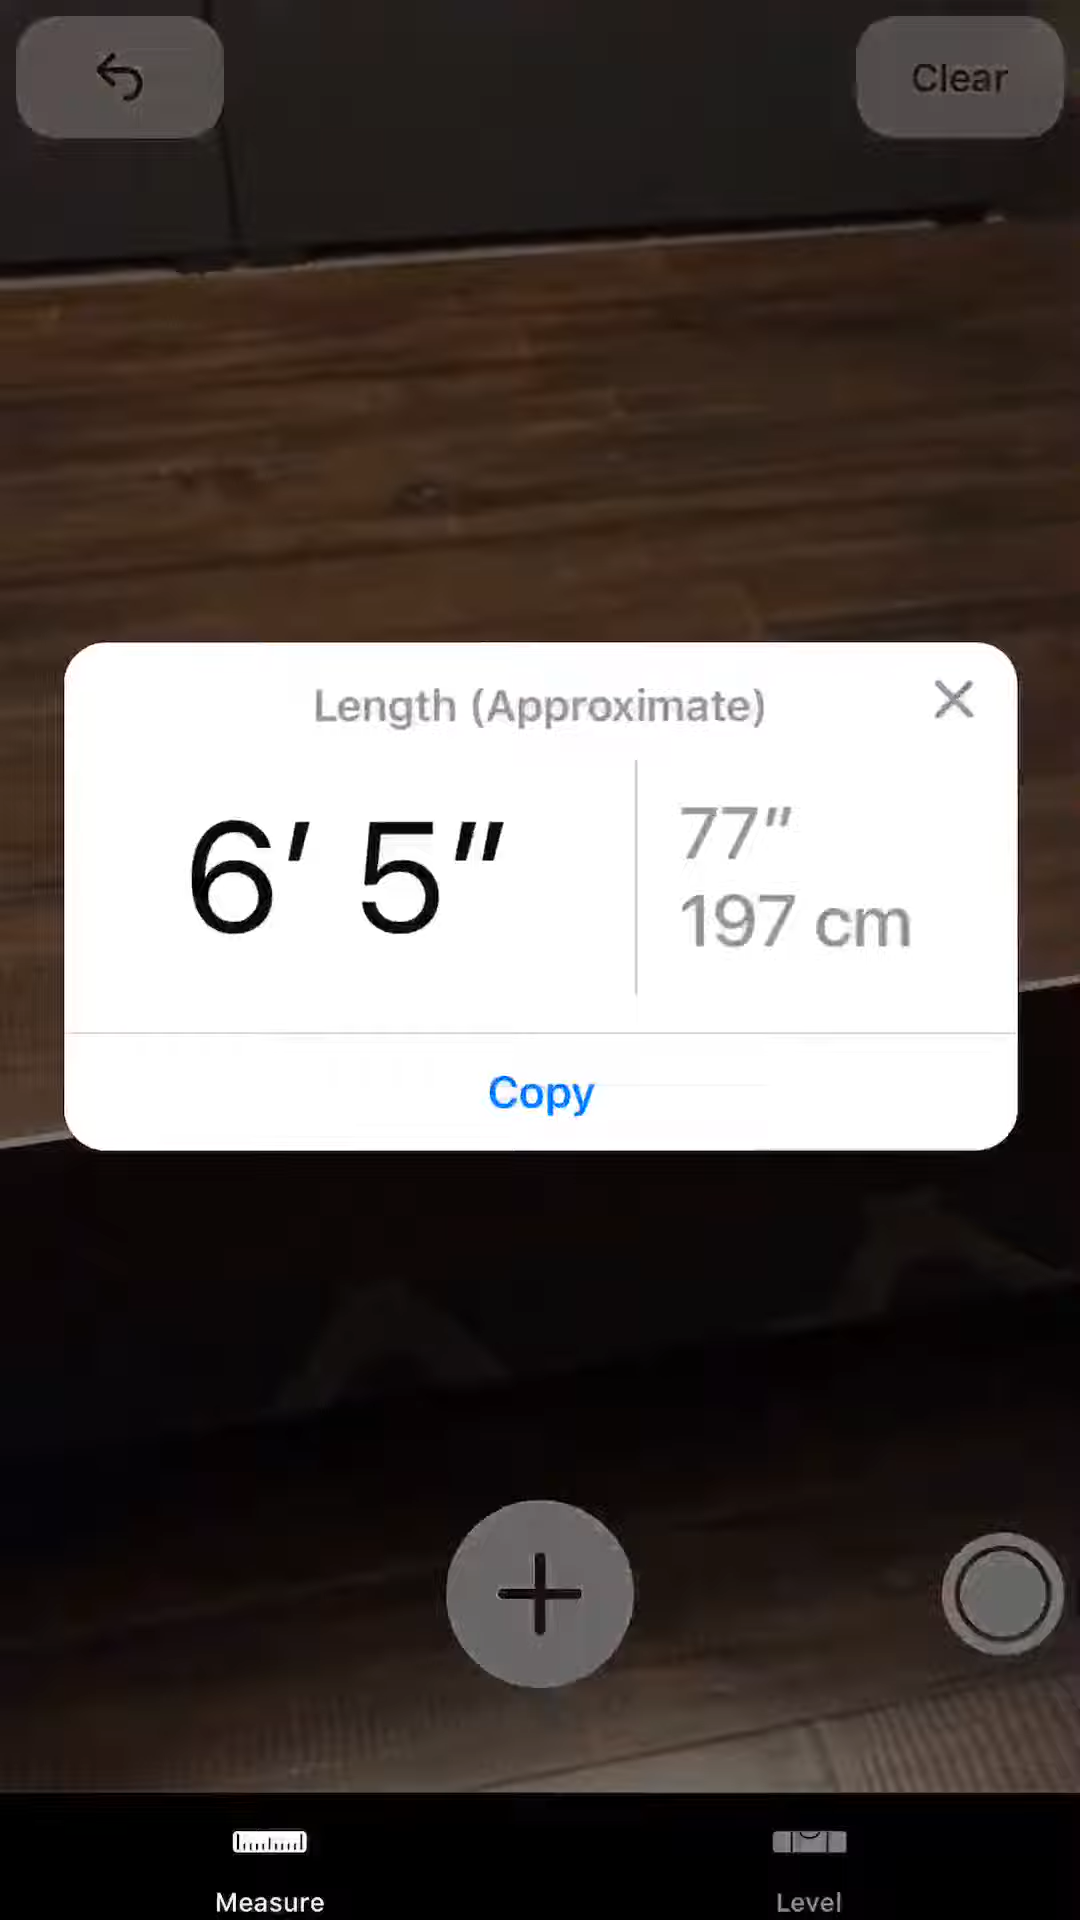 Clear
Length (Approximate)
6′ 5″
77″
197 cm
Copy
Measure
Level